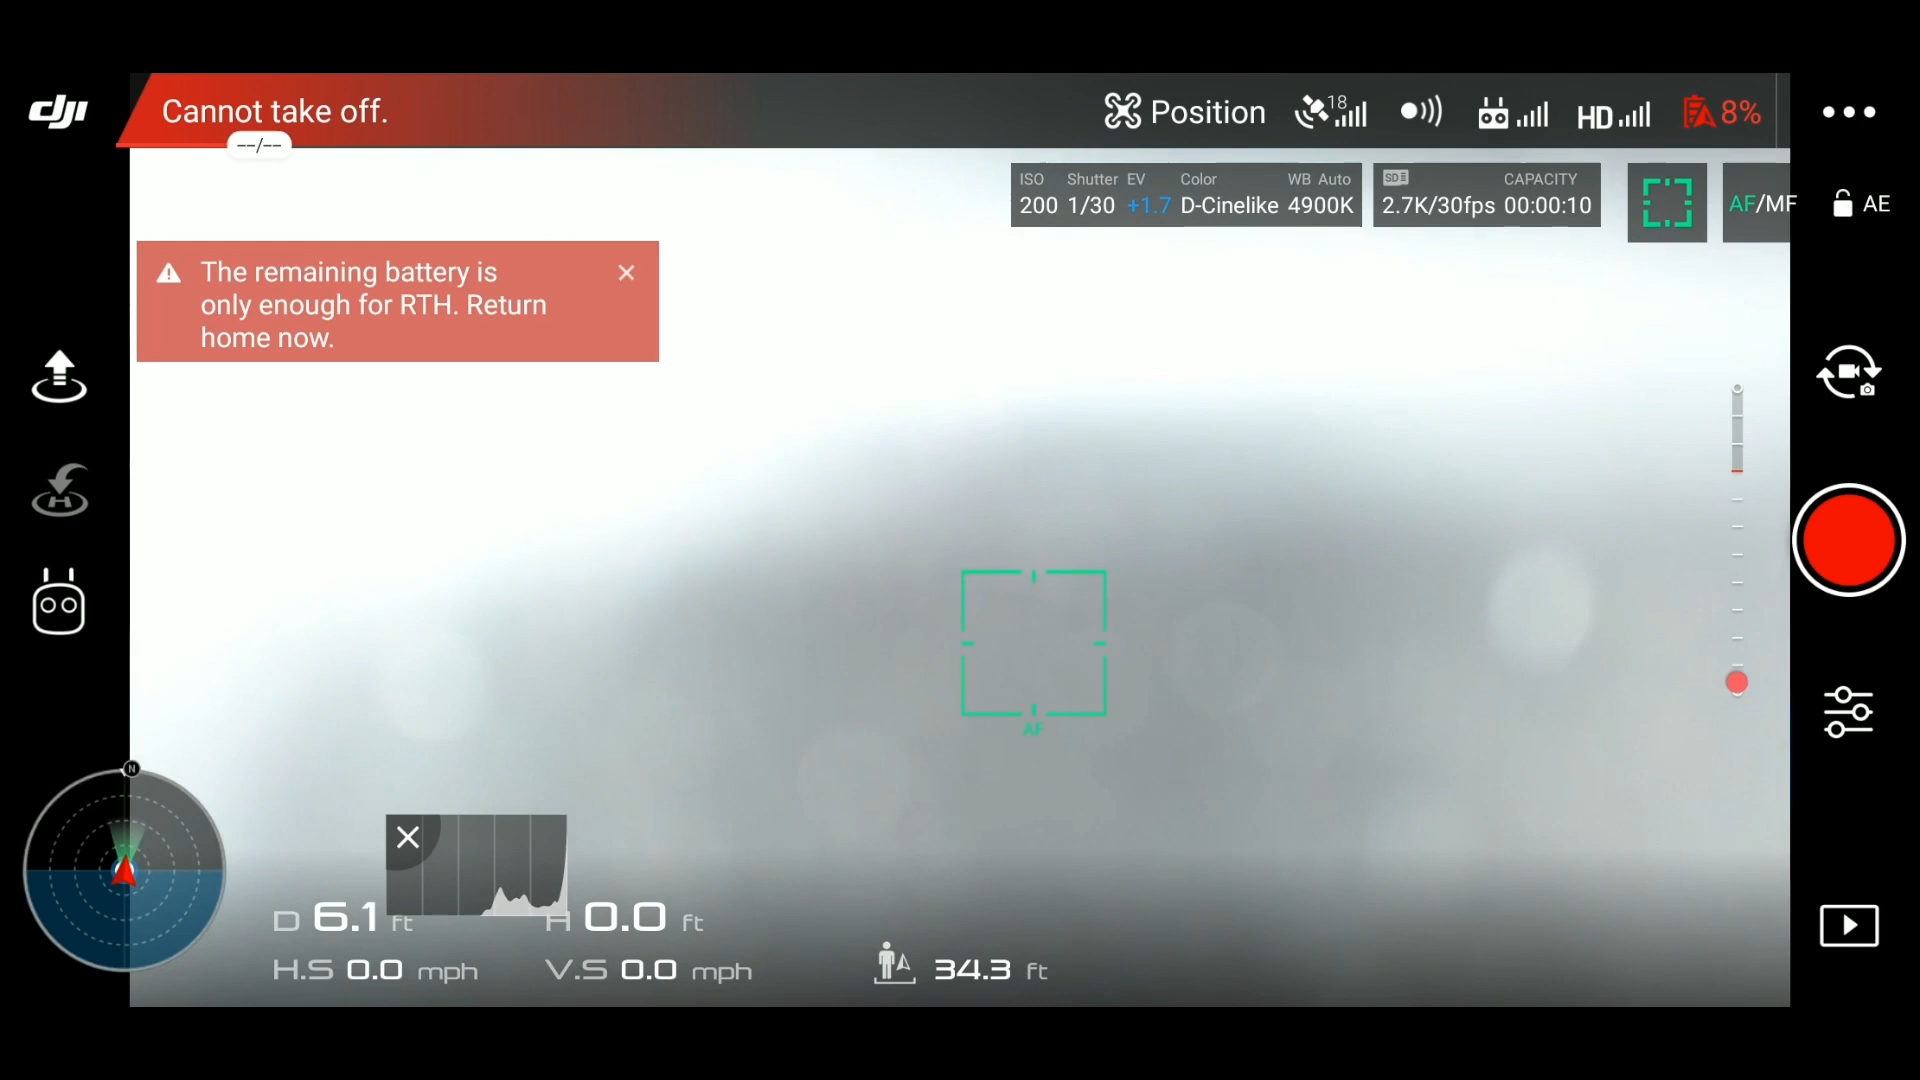 dji
Cannot take off.
--/--
Position
18
HD
8%
ISO Shutter EV Color WB Auto
200 1/30 +1.7 D-Cinelike 4900K
SD CAPACITY
2.7K/30fps 00:00:10
AF/MF
AE
The remaining battery is
only enough for RTH. Return
home now.
H
AF
N
D 6.1 ft H 0.0 ft
H.S 0.0 mph V.S 0.0 mph
34.3 ft